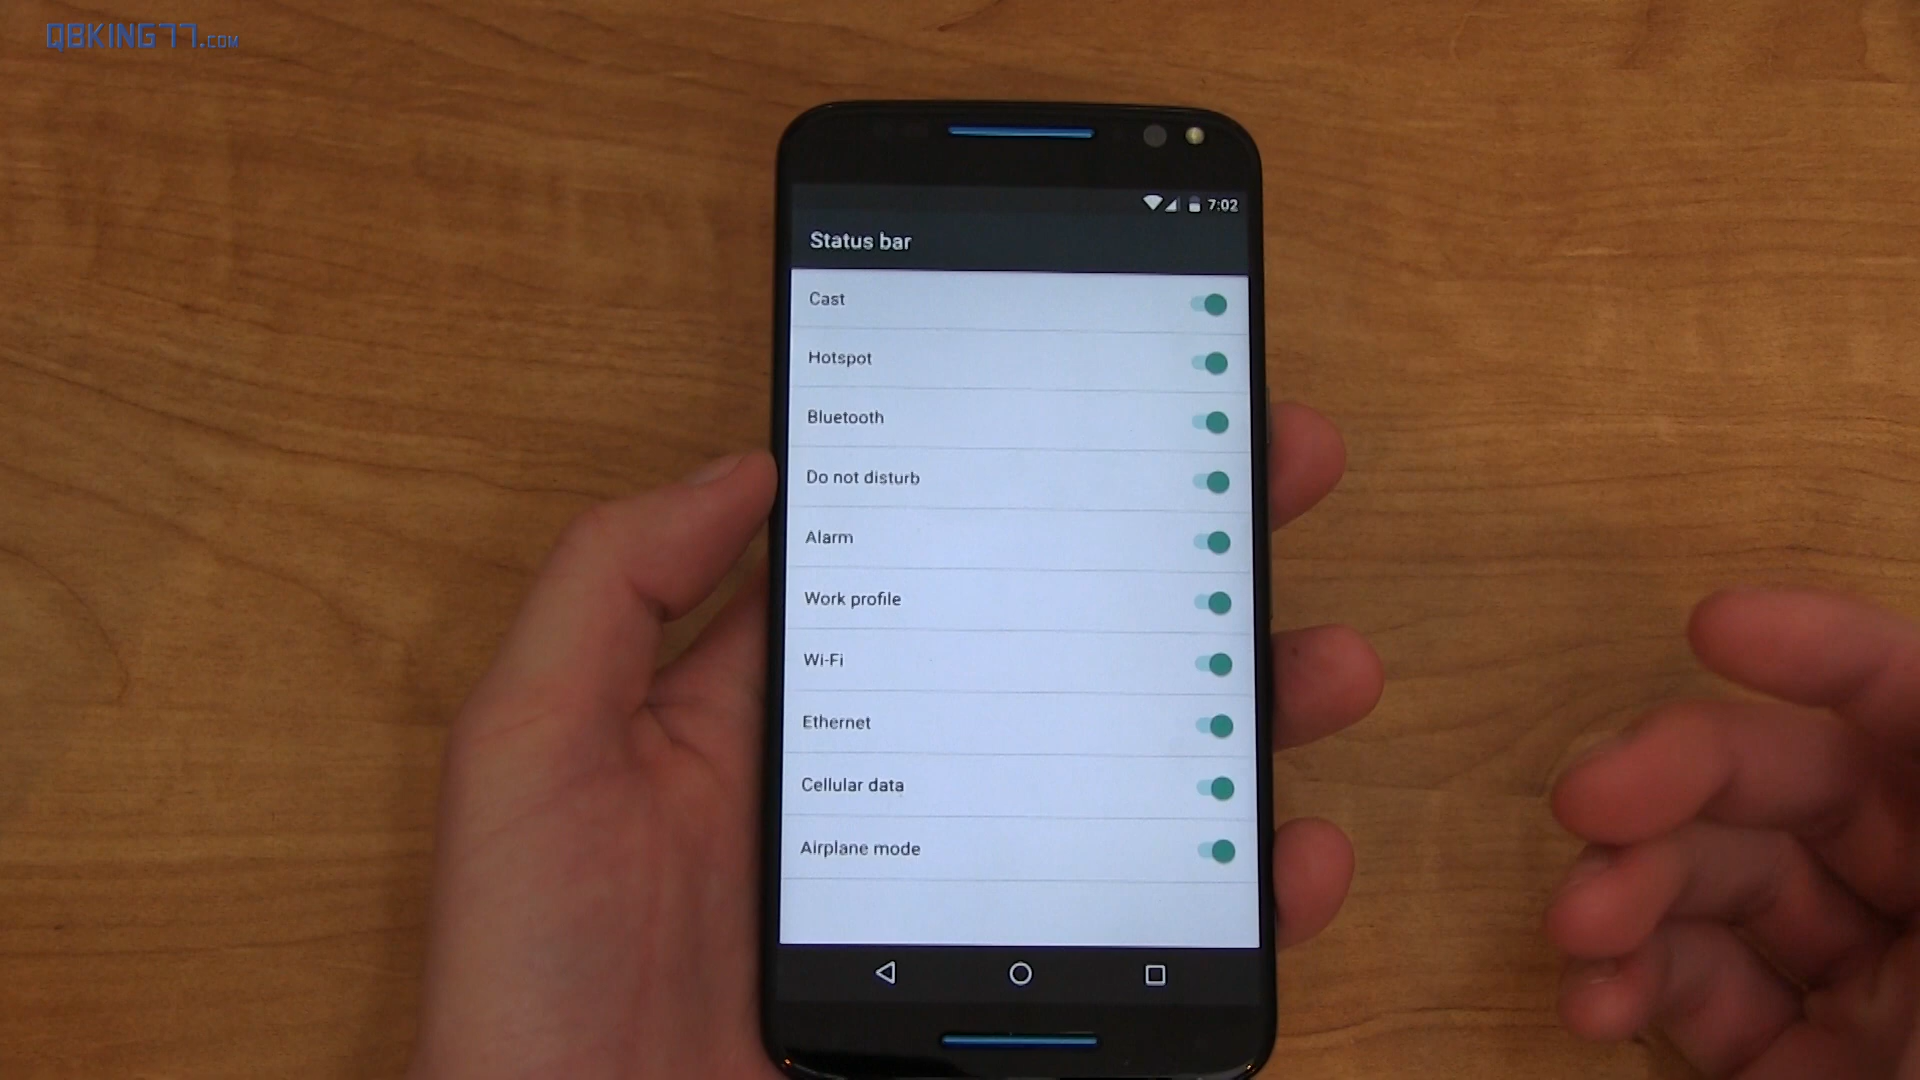 QBKING77.COM
7:02
Status bar
Cast
Hotspot
Bluetooth
Do not disturb
Alarm
Work profile
Wi-Fi
Ethernet
Cellular data
Airplane mode